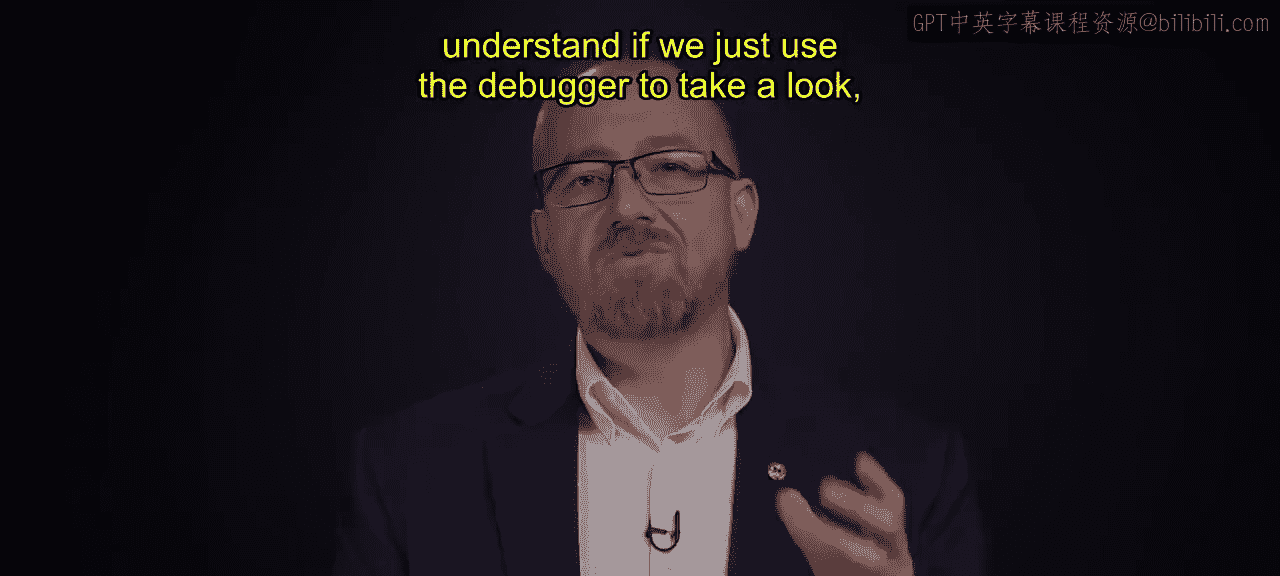 GPT中英字幕课程资源@bilibili.com
understand if we just use
the debugger to take a look,